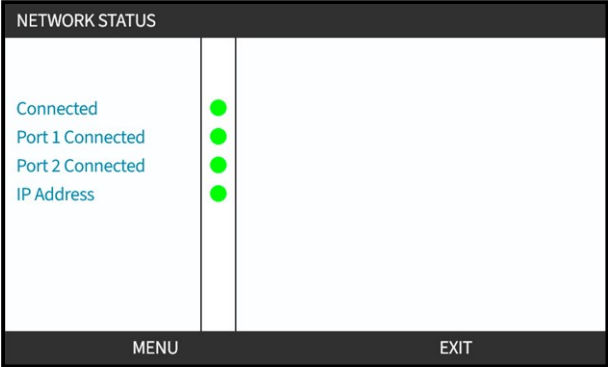 NETWORK STATUS
Connected
Port 1 Connected
Port 2 Connected
IP Address
MENU
EXIT